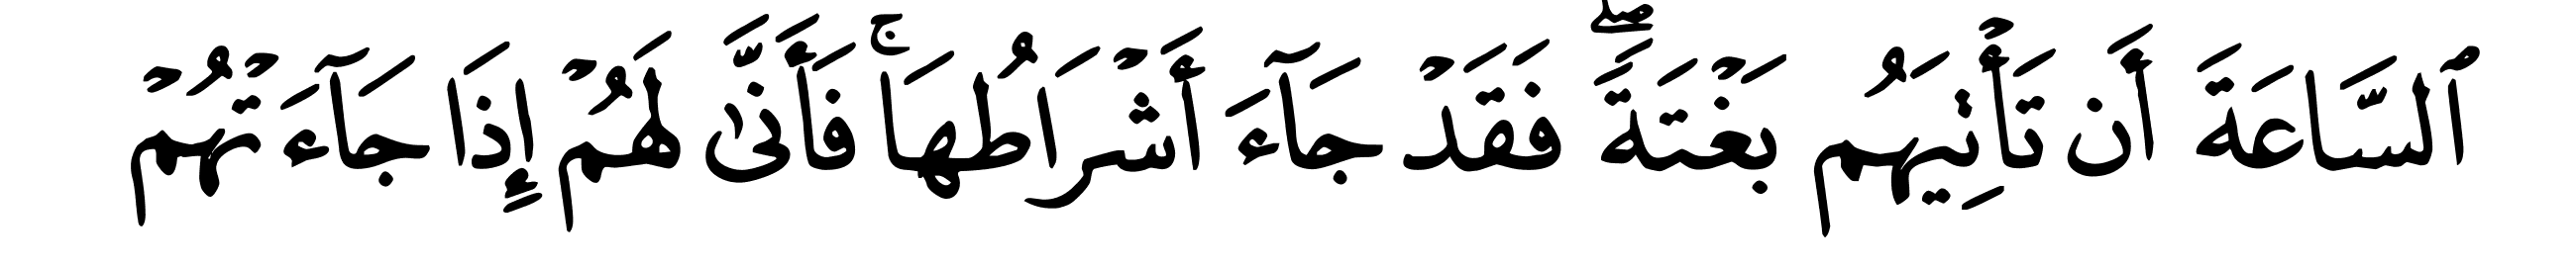 ٱلسَّاعَةَ أَن تَأۡتِيَهُم بَغۡتَةٗۖ فَقَدۡ جَآءَ أَشۡرَاطُهَاۚ فَأَنَّىٰ لَهُمۡ إِذَا جَآءَتۡهُمۡ